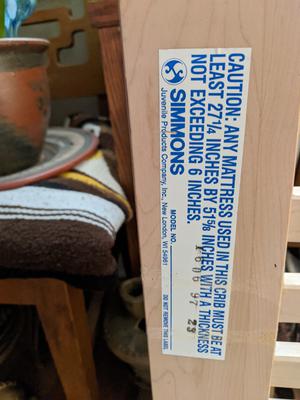 CAUTION: ANY MATTRESS USED IN THIS CRIB MUST BE AT
LEAST 27¼ INCHES BY 51⅝ INCHES, WITH A THICKNESS
NOT EXCEEDING 6 INCHES.
SIMMONS
Juvenile Products Company, Inc., New London, WI 54961
MODEL NO.
DO NOT REMOVE THIS LABEL